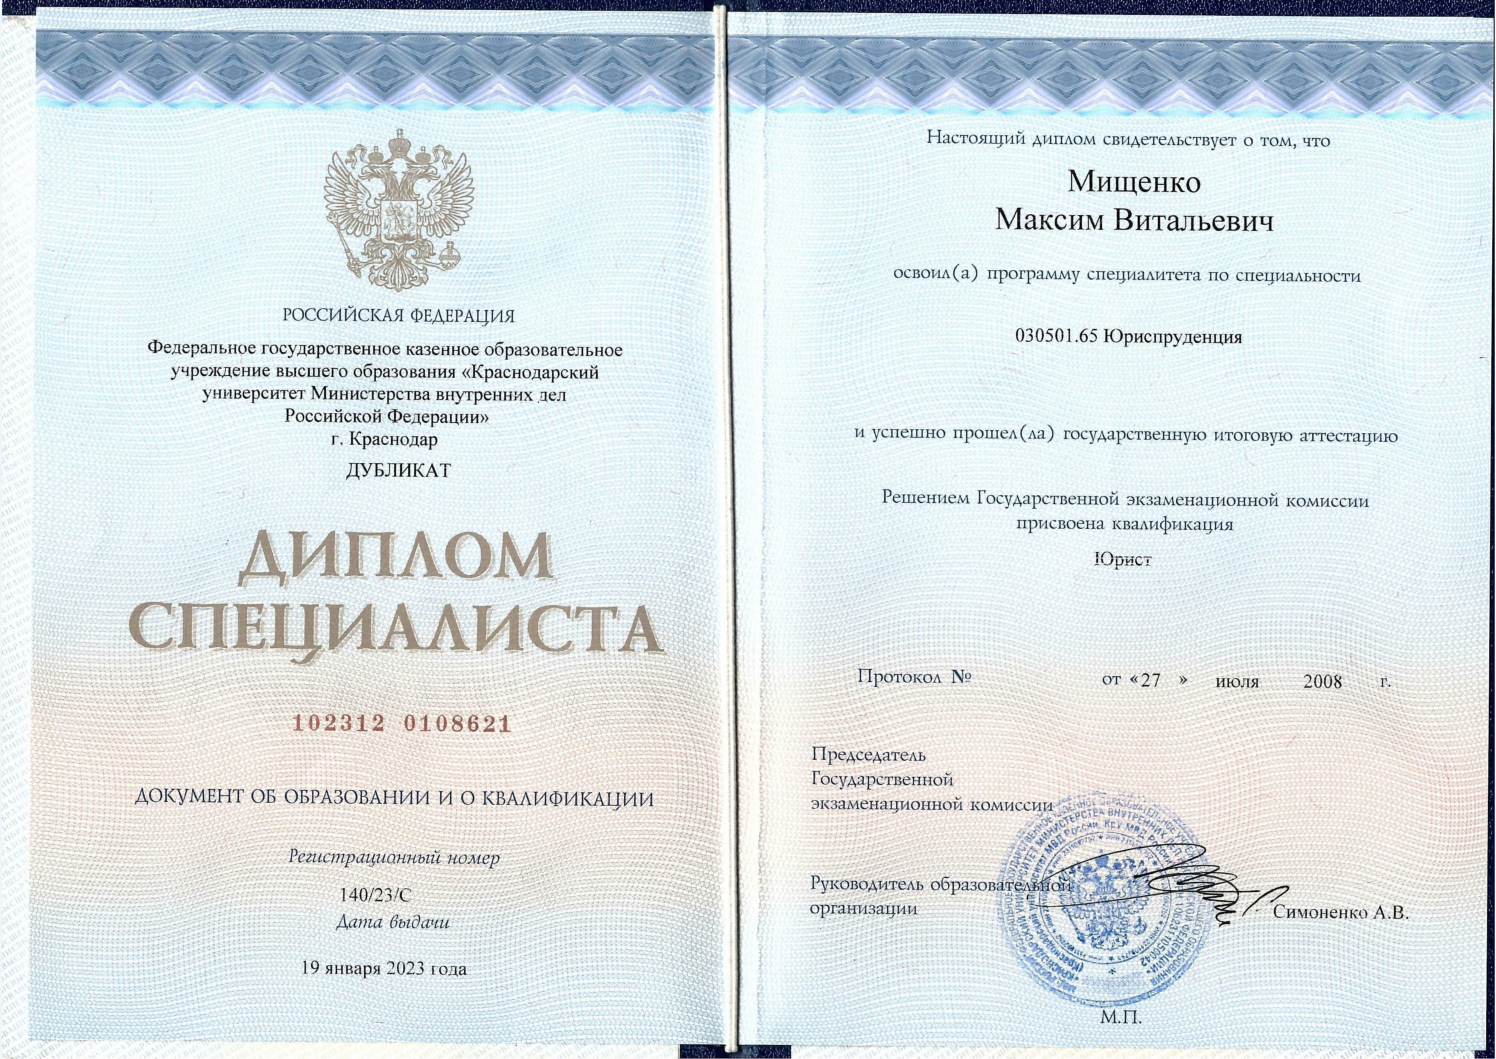 РОССИЙСКАЯ ФЕДЕРАЦИЯ
Федеральное государственное казенное образовательное
учреждение высшего образования «Краснодарский
университет Министерства внутренних дел
Российской Федерации»
г. Краснодар
ДУБЛИКАТ
ДИПЛОМ
СПЕЦИАЛИСТА
102312 0108621
ДОКУМЕНТ ОБ ОБРАЗОВАНИИ И О КВАЛИФИКАЦИИ
Регистрационный номер
140/23/С
Дата выдачи
19 января 2023 года
Настоящий диплом свидетельствует о том, что
Мищенко
Максим Витальевич
освоил(а) программу специалитета по специальности
030501.65 Юриспруденция
и успешно прошел(ла) государственную итоговую аттестацию
Решением Государственной экзаменационной комиссии
присвоена квалификация
Юрист
Протокол № от «27 » июля 2008 г.
Председатель
Государственной
экзаменационной комиссии
Руководитель образовательной
организации
Симоненко А.В.
М.П.